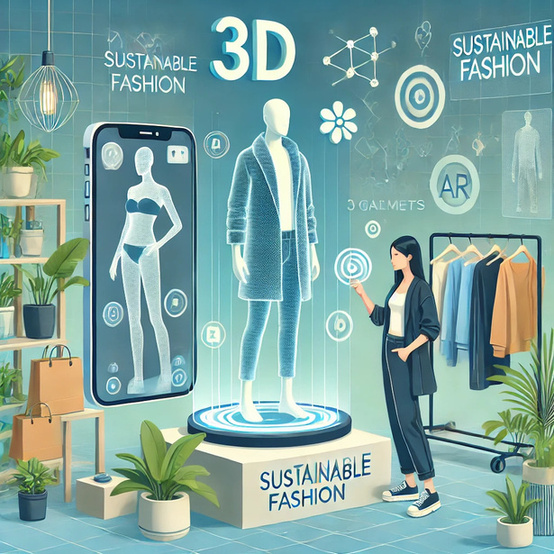 3D
SUSTAINABLE
FASHION
SUSTAINABLE
FASHION
AR
3 GAEMETS
SUSTAINABLE
FASHION